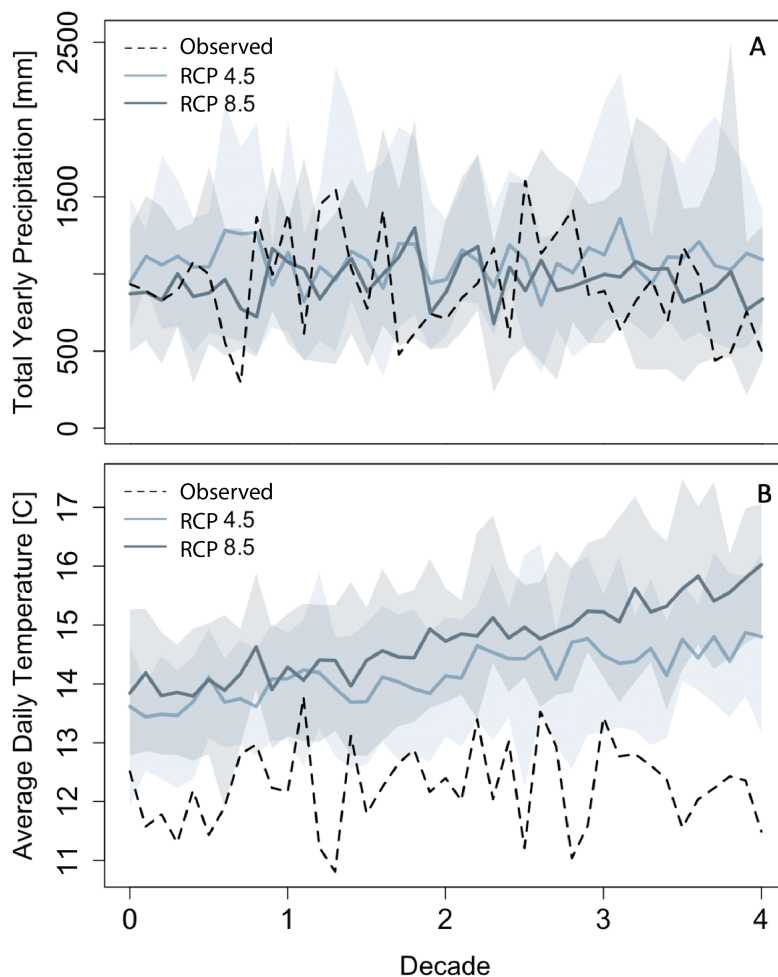 A
Observed
RCP 4.5
RCP 8.5
Total Yearly Precipitation [mm]
2500
1500
500
0
B
Observed
RCP 4.5
RCP 8.5
Average Daily Temperature [C]
17
16
15
14
13
12
11
0 1 2 3 4
Decade